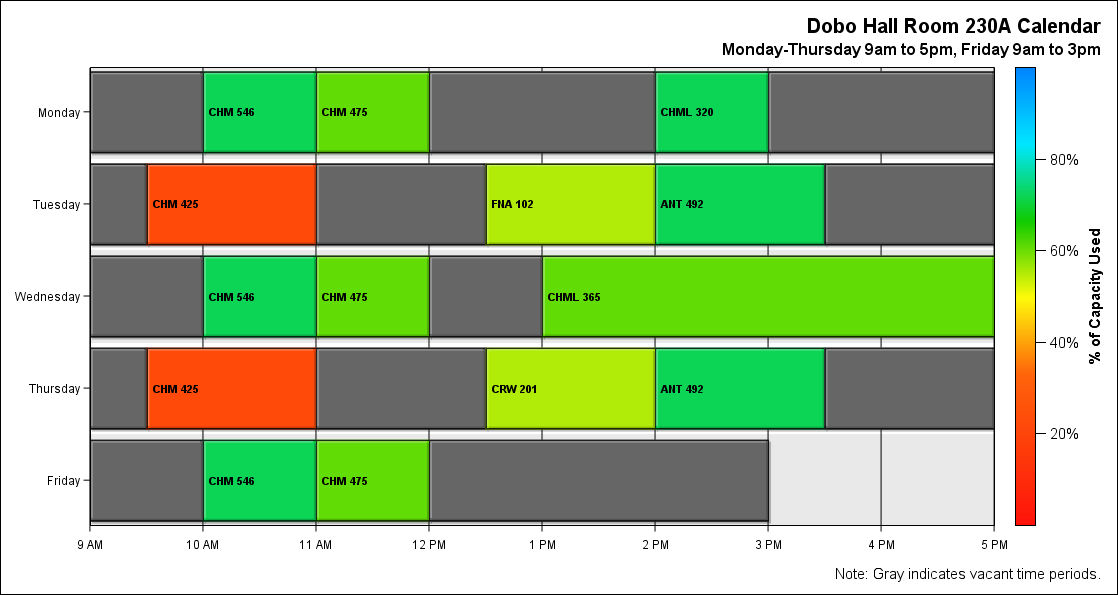 Dobo Hall Room 230A Calendar
Monday-Thursday 9am to 5pm, Friday 9am to 3pm
Monday
CHM 546
CHM 475
CHML 320
Tuesday
CHM 425
FNA 102
ANT 492
Wednesday
CHM 546
CHM 475
CHML 365
Thursday
CHM 425
CRW 201
ANT 492
Friday
CHM 546
CHM 475
9 AM
10 AM
11 AM
12 PM
1 PM
2 PM
3 PM
4 PM
5 PM
80%
60%
40%
20%
% of Capacity Used
Note: Gray indicates vacant time periods.